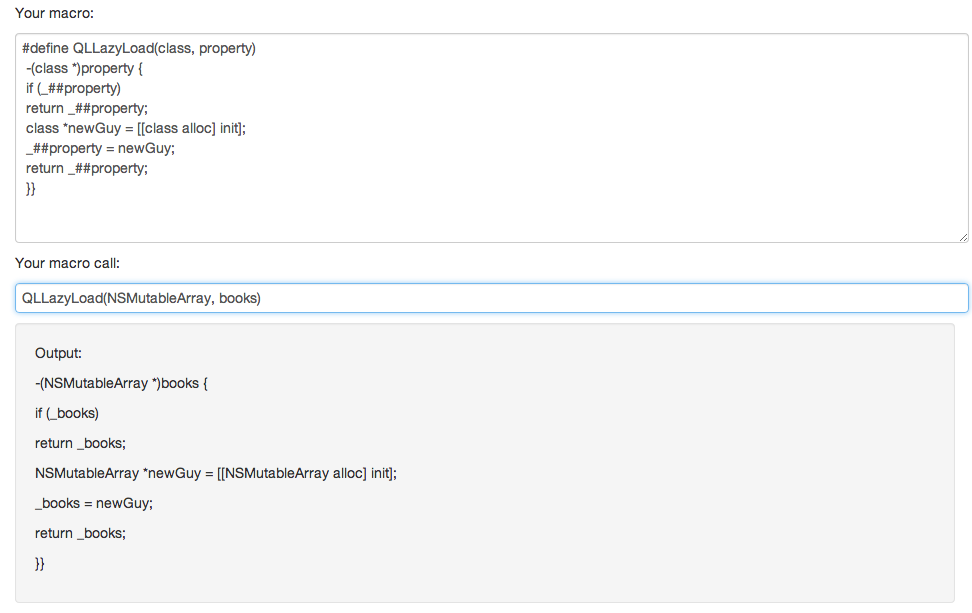 Your macro:
#define QLLazyLoad(class, property)
-(class *)property {
if (_##property)
return _##property;
class *newGuy = [[class alloc] init];
_##property = newGuy;
return _##property;
}}
Your macro call:
QLLazyLoad(NSMutableArray, books)
Output:
-(NSMutableArray *)books {
if (_books)
return _books;
NSMutableArray *newGuy = [[NSMutableArray alloc] init];
_books = newGuy;
return _books;
}}